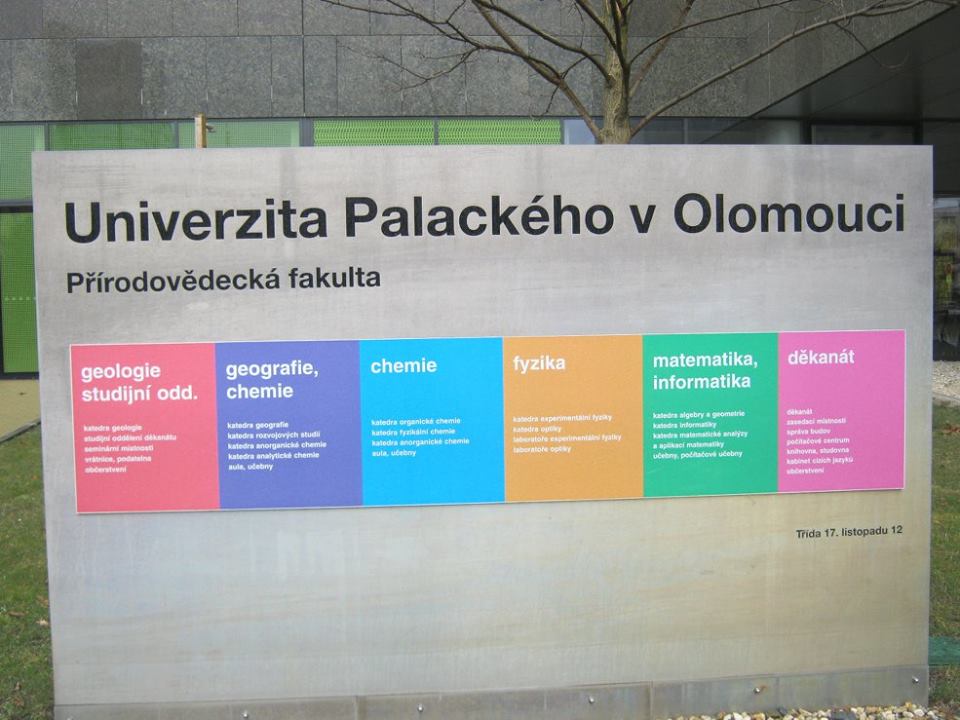 Univerzita Palackého v Olomouci
Přírodovědecká fakulta
geologie
studijní odd.
katedra geologie
studijní oddělení děkanátu
seminární místnosti
vrátnice, podatelna
občerstvení
geografie,
chemie
katedra geografie
katedra rozvojových studií
katedra anorganické chemie
katedra analytické chemie
aula, učebny
chemie
katedra organické chemie
katedra fyzikální chemie
katedra anorganické chemie
aula, učebny
fyzika
katedra experimentální fyziky
katedra optiky
laboratoře experimentální fyziky
laboratoře optiky
matematika,
informatika
katedra algebry a geometrie
katedra informatiky
katedra matematické analýzy
a aplikací matematiky
učebny, počítačové učebny
děkanát
děkanát
zasedací místnosti
správa budov
počítačové centrum
knihovna, studovna
kabinet cizích jazyků
občerstvení
Třída 17. listopadu 12